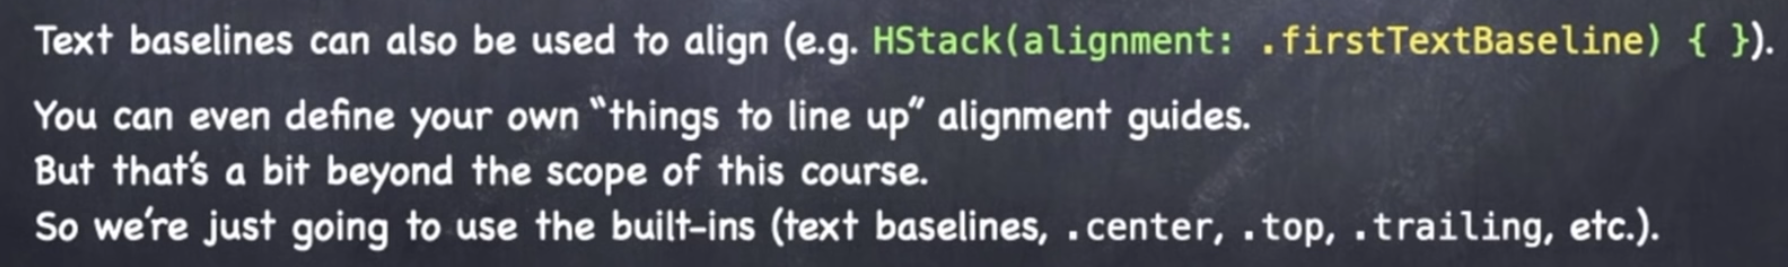 Text baselines can also be used to align (e.g. HStack(alignment: .firstTextBaseline) { }).
You can even define your own “things to line up” alignment guides.
But that’s a bit beyond the scope of this course.
So we’re just going to use the built-ins (text baselines, .center, .top, .trailing, etc.).